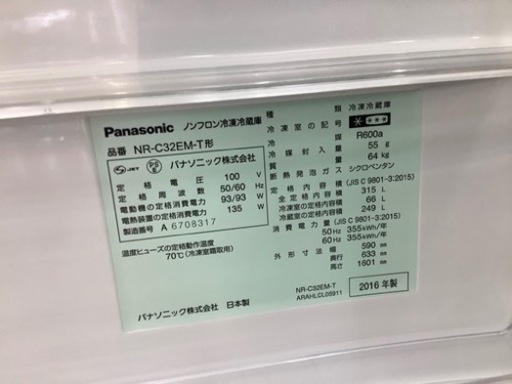 Panasonic ノンフロン冷凍冷蔵庫
品番 NR-C32EM-T形
JET PSE パナソニック株式会社
定格電圧 100 V
定格周波数 50/60 Hz
電動機の定格消費電力 93/93 W
電熱装置の定格消費電力 135 W
製造番号 A 6708317
温度ヒューズの定格動作温度
70℃(冷凍室霜取用)
パナソニック株式会社 日本製
種類 冷凍冷蔵庫
冷凍室の記号
冷媒 R600a
冷媒封入量 55 g
質量 64 kg
断熱発泡ガス シクロペンタン
定格内容積 (JIS C 9801-3:2015)
全定格内容積 315 L
冷凍室の定格内容積 66 L
冷蔵室の定格内容積 249 L
消費電力量 (JIS C 9801-3:2015)
50Hz 355kWh/年
60Hz 355kWh/年
外形寸法 幅 590 mm
奥行 633 mm
高さ 1601 mm
NR-C32EM-T
ARAHLCL05911
2016年製